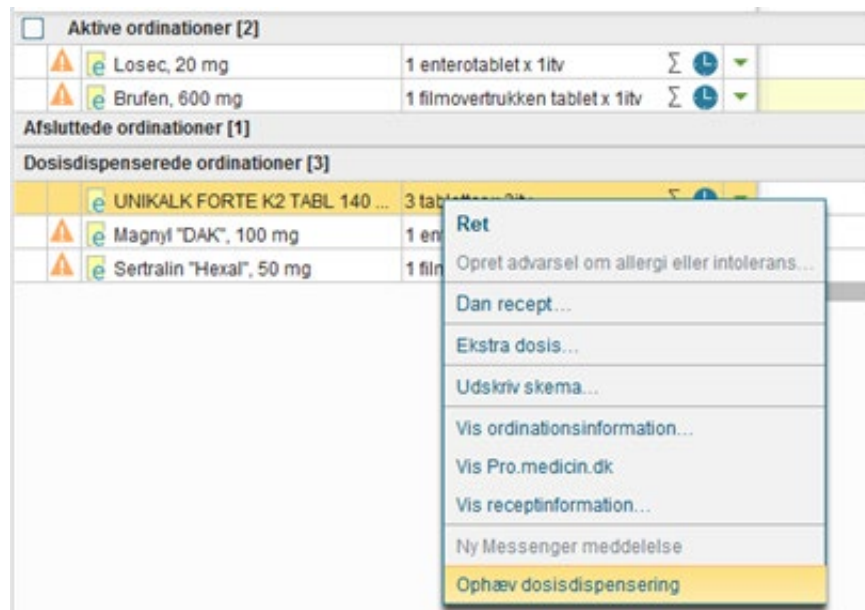 Aktive ordinationer [2]
e Losec, 20 mg 1 enterotablet x 1itv Σ
e Brufen, 600 mg 1 filmovertrukken tablet x 1itv Σ
Afsluttede ordinationer [1]
Dosisdispenserede ordinationer [3]
e UNIKALK FORTE K2 TABL 140 ... 3
e Magnyl "DAK", 100 mg 1
e Sertralin "Hexal", 50 mg 1
Ret
Opret advarsel om allergi eller intolerans...
Dan recept...
Ekstra dosis...
Udskriv skema...
Vis ordinationsinformation...
Vis Pro.medicin.dk
Vis receptinformation...
Ny Messenger meddelelse
Ophæv dosisdispensering